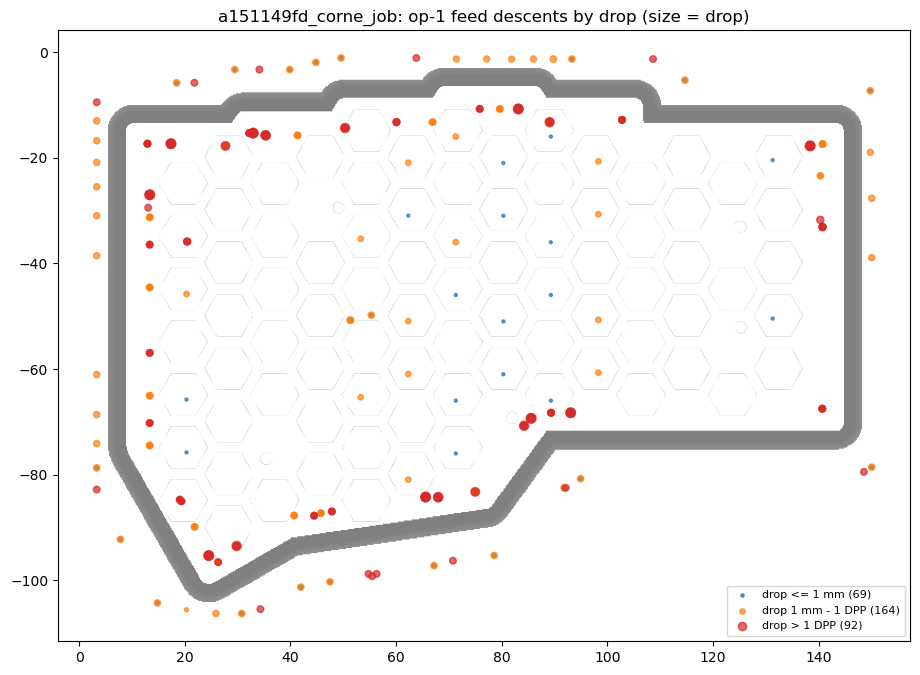 a151149fd_corne_job: op-1 feed descents by drop (size = drop)
0
−20
−40
−60
−80
−100
0 20 40 60 80 100 120 140
drop <= 1 mm (69)
drop 1 mm - 1 DPP (164)
drop > 1 DPP (92)